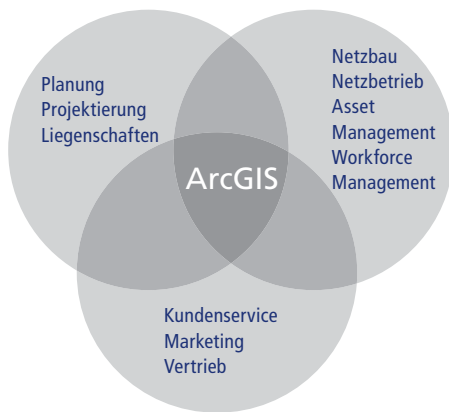 Planung
Projektierung
Liegenschaften
Netzbau
Netzbetrieb
Asset
Management
Workforce
Management
ArcGIS
Kundenservice
Marketing
Vertrieb